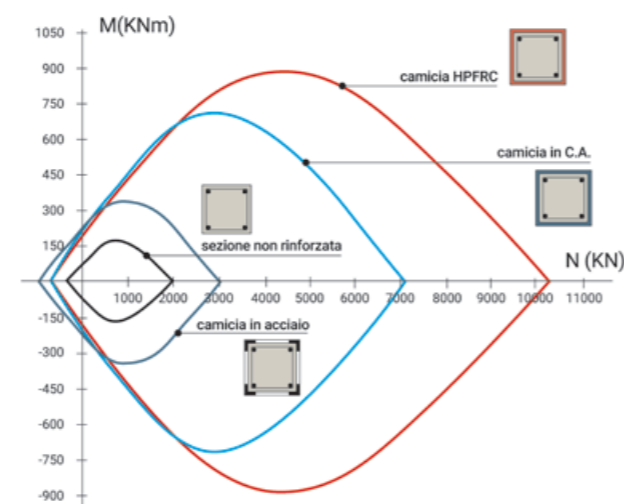 M(KNm)
1050
900
750
600
450
300
150
-150
-300
-450
-600
-750
-900
camicia HPFRC
camicia in C.A.
sezione non rinforzata
camicia in acciaio
N (KN)
1000 2000 3000 4000 5000 6000 7000 8000 9000 10000 11000